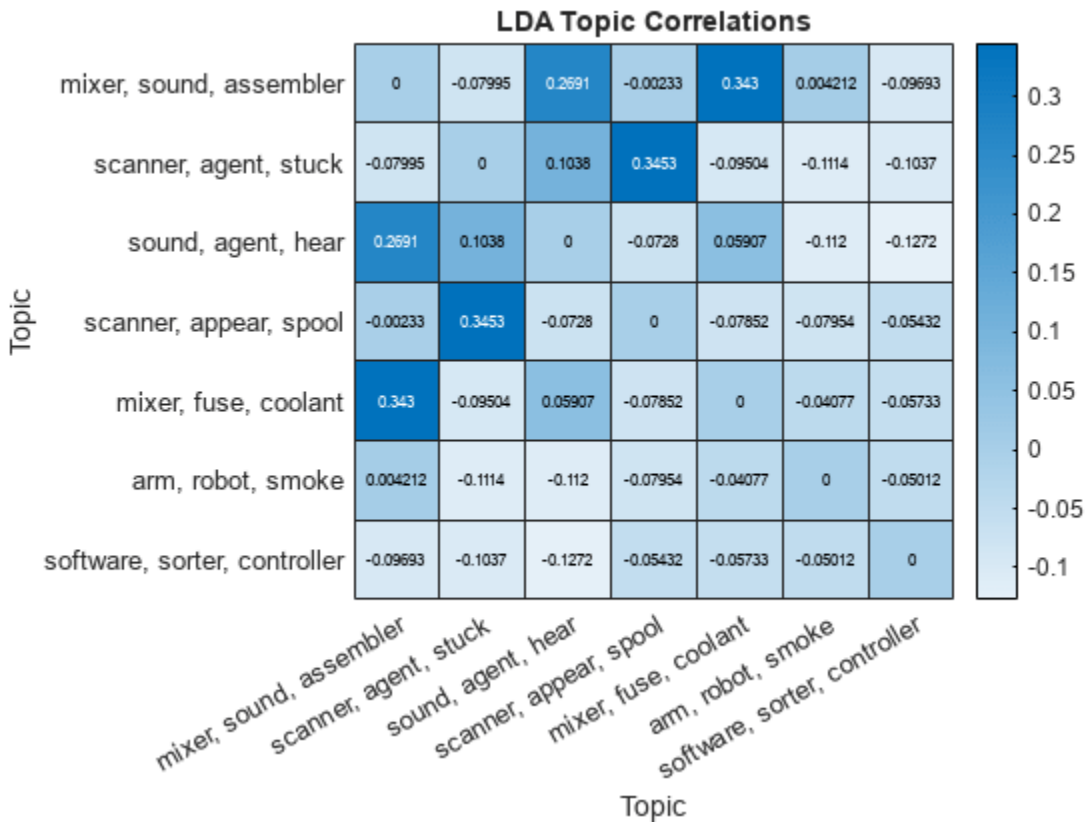 LDA Topic Correlations
mixer, sound, assembler 0 -0.07995 0.2691 -0.00233 0.343 0.004212 -0.09693
scanner, agent, stuck -0.07995 0 0.1038 0.3453 -0.09504 -0.1114 -0.1037
sound, agent, hear 0.2691 0.1038 0 -0.0728 0.05907 -0.112 -0.1272
scanner, appear, spool -0.00233 0.3453 -0.0728 0 -0.07852 -0.07954 -0.05432
mixer, fuse, coolant 0.343 -0.09504 0.05907 -0.07852 0 -0.04077 -0.05733
arm, robot, smoke 0.004212 -0.1114 -0.112 -0.07954 -0.04077 0 -0.05012
software, sorter, controller -0.09693 -0.1037 -0.1272 -0.05432 -0.05733 -0.05012 0
Topic
mixer, sound, assembler
scanner, agent, stuck
sound, agent, hear
scanner, appear, spool
mixer, fuse, coolant
arm, robot, smoke
software, sorter, controller
Topic
0.3
0.25
0.2
0.15
0.1
0.05
0
-0.05
-0.1